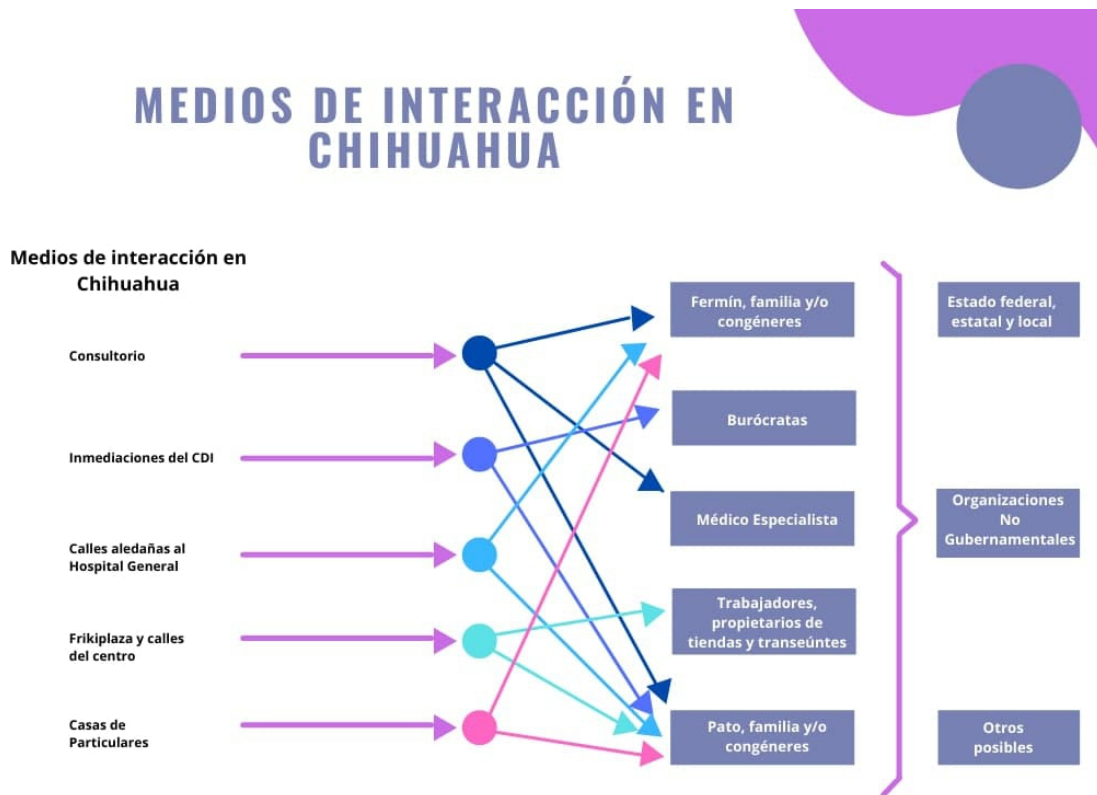 MEDIOS DE INTERACCIÓN EN
CHIHUAHUA
Medios de interacción en
Chihuahua
Consultorio
Inmediaciones del CDI
Calles aledañas al
Hospital General
Frikiplaza y calles
del centro
Casas de
Particulares
Fermín, familia y/o
congéneres
Burócratas
Médico Especialista
Trabajadores,
propietarios de
tiendas y transeúntes
Pato, familia y/o
congéneres
Estado federal,
estatal y local
Organizaciones
No
Gubernamentales
Otros
posibles